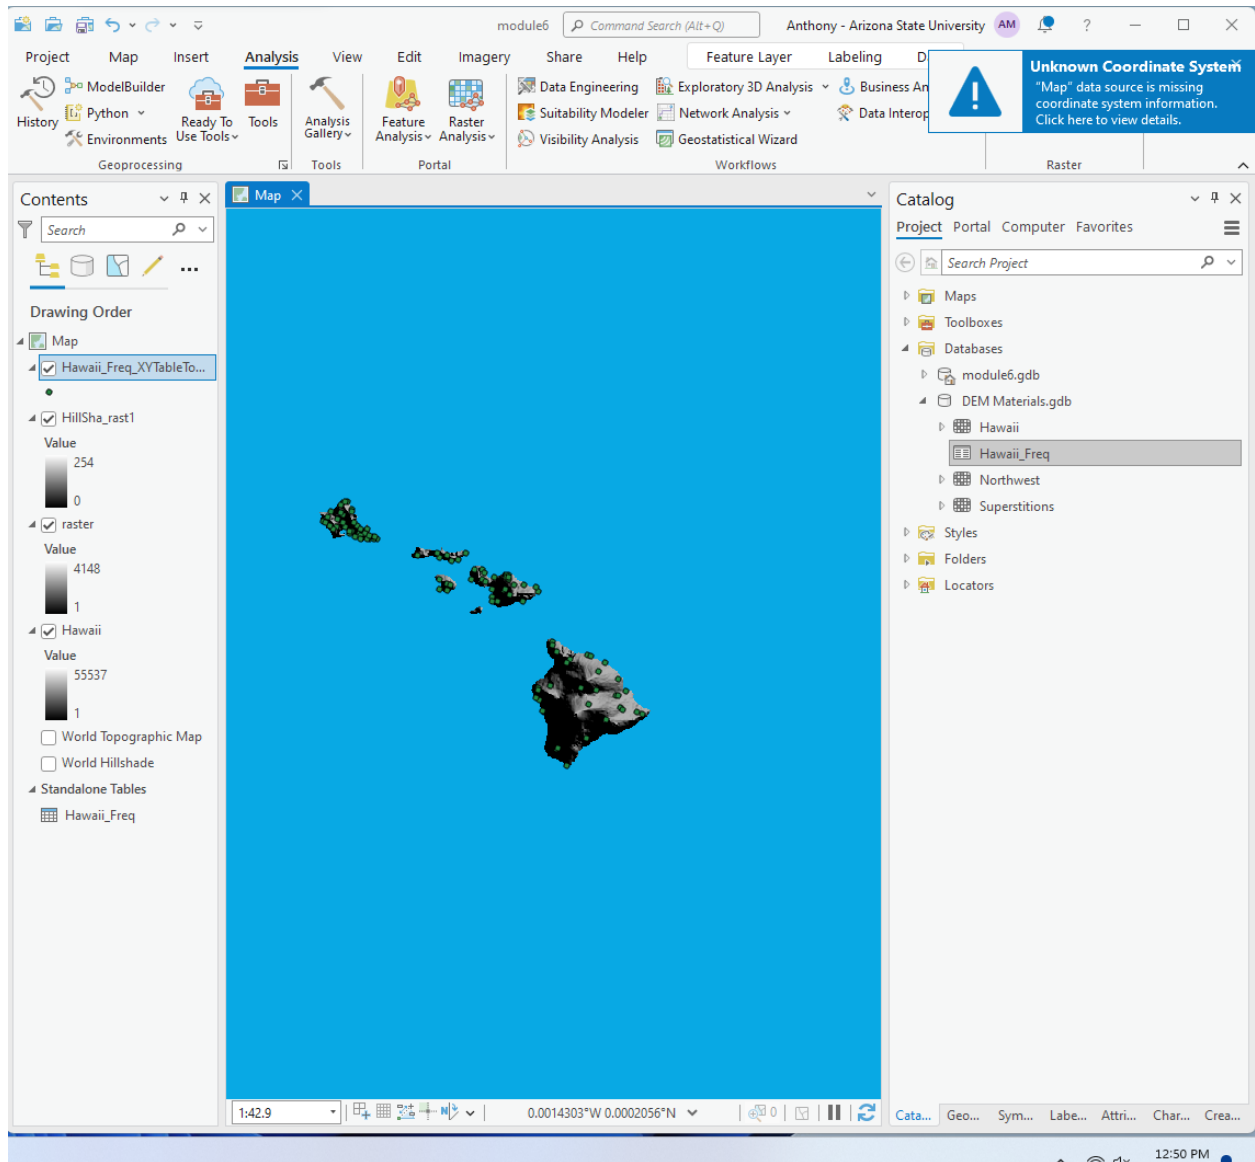 module6
Command Search (Alt+Q)
Anthony - Arizona State University
AM
?
Project Map Insert Analysis View Edit Imagery Share Help Feature Layer Labeling D
Unknown Coordinate System
"Map" data source is missing
coordinate system information.
Click here to view details.
History
ModelBuilder
Python
Environments
Ready To
Use Tools
Tools
Geoprocessing
Analysis
Gallery
Tools
Feature
Analysis
Raster
Analysis
Portal
Data Engineering
Suitability Modeler
Visibility Analysis
Exploratory 3D Analysis
Network Analysis
Geostatistical Wizard
Business An
Data Interop
Workflows
Raster
Contents
Search
Drawing Order
Map
Hawaii_Freq_XYTableTo...
HillSha_rast1
Value
254
0
raster
Value
4148
1
Hawaii
Value
55537
1
World Topographic Map
World Hillshade
Standalone Tables
Hawaii_Freq
Map
1:42.9
0.0014303°W 0.0002056°N
0
Catalog
Project Portal Computer Favorites
Search Project
Maps
Toolboxes
Databases
module6.gdb
DEM Materials.gdb
Hawaii
Hawaii_Freq
Northwest
Superstitions
Styles
Folders
Locators
Cata... Geo... Sym... Labe... Attri... Char... Crea...
12:50 PM